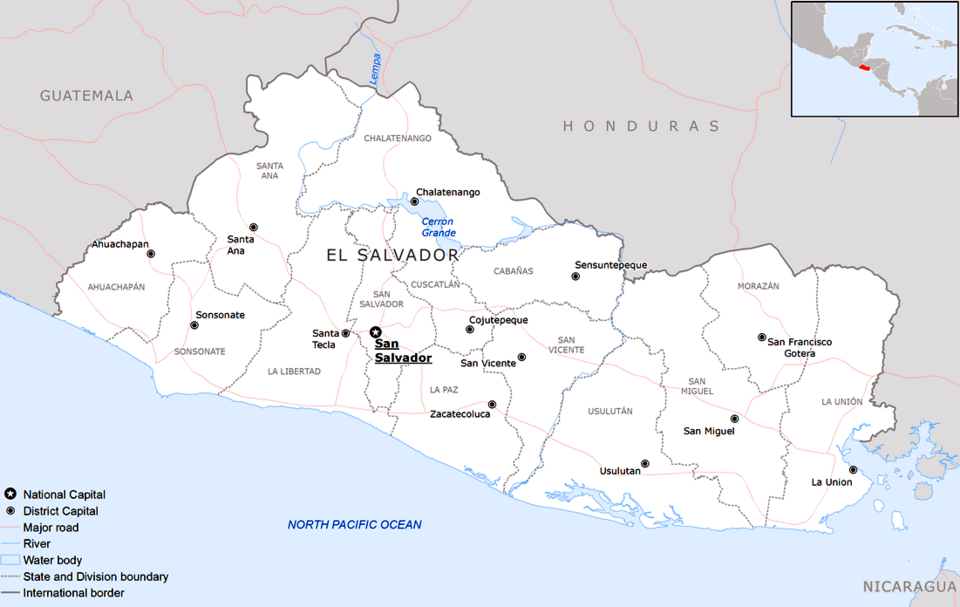 Lempa
GUATEMALA
HONDURAS
CHALATENANGO
SANTA
ANA
Chalatenango
Cerron
Grande
Ahuachapan
Santa
Ana
EL SALVADOR
Sensuntepeque
CABAÑAS
AHUACHAPÁN
CUSCATLÁN
MORAZÁN
SAN
SALVADOR
Sonsonate
Cojutepeque
Santa
Tecla
San
Salvador
SAN
VICENTE
San Francisco
Gotera
SONSONATE
San Vicente
LA LIBERTAD
LA PAZ
SAN
MIGUEL
USULUTÁN
LA UNIÓN
Zacatecoluca
San Miguel
Usulutan
La Union
NORTH PACIFIC OCEAN
NICARAGUA
National Capital
District Capital
Major road
River
Water body
State and Division boundary
International border